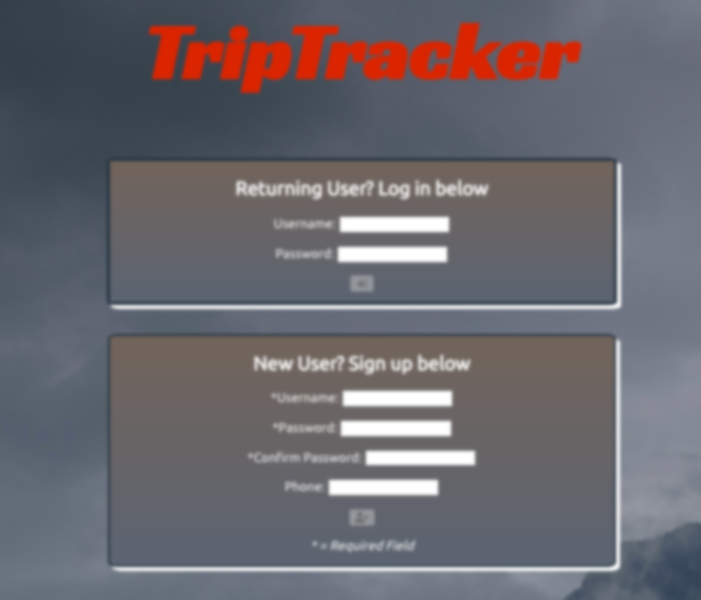 TripTracker
Returning User? Log in below
Username:
Password:
New User? Sign up below
*Username:
*Password:
*Confirm Password:
Phone:
* = Required Field